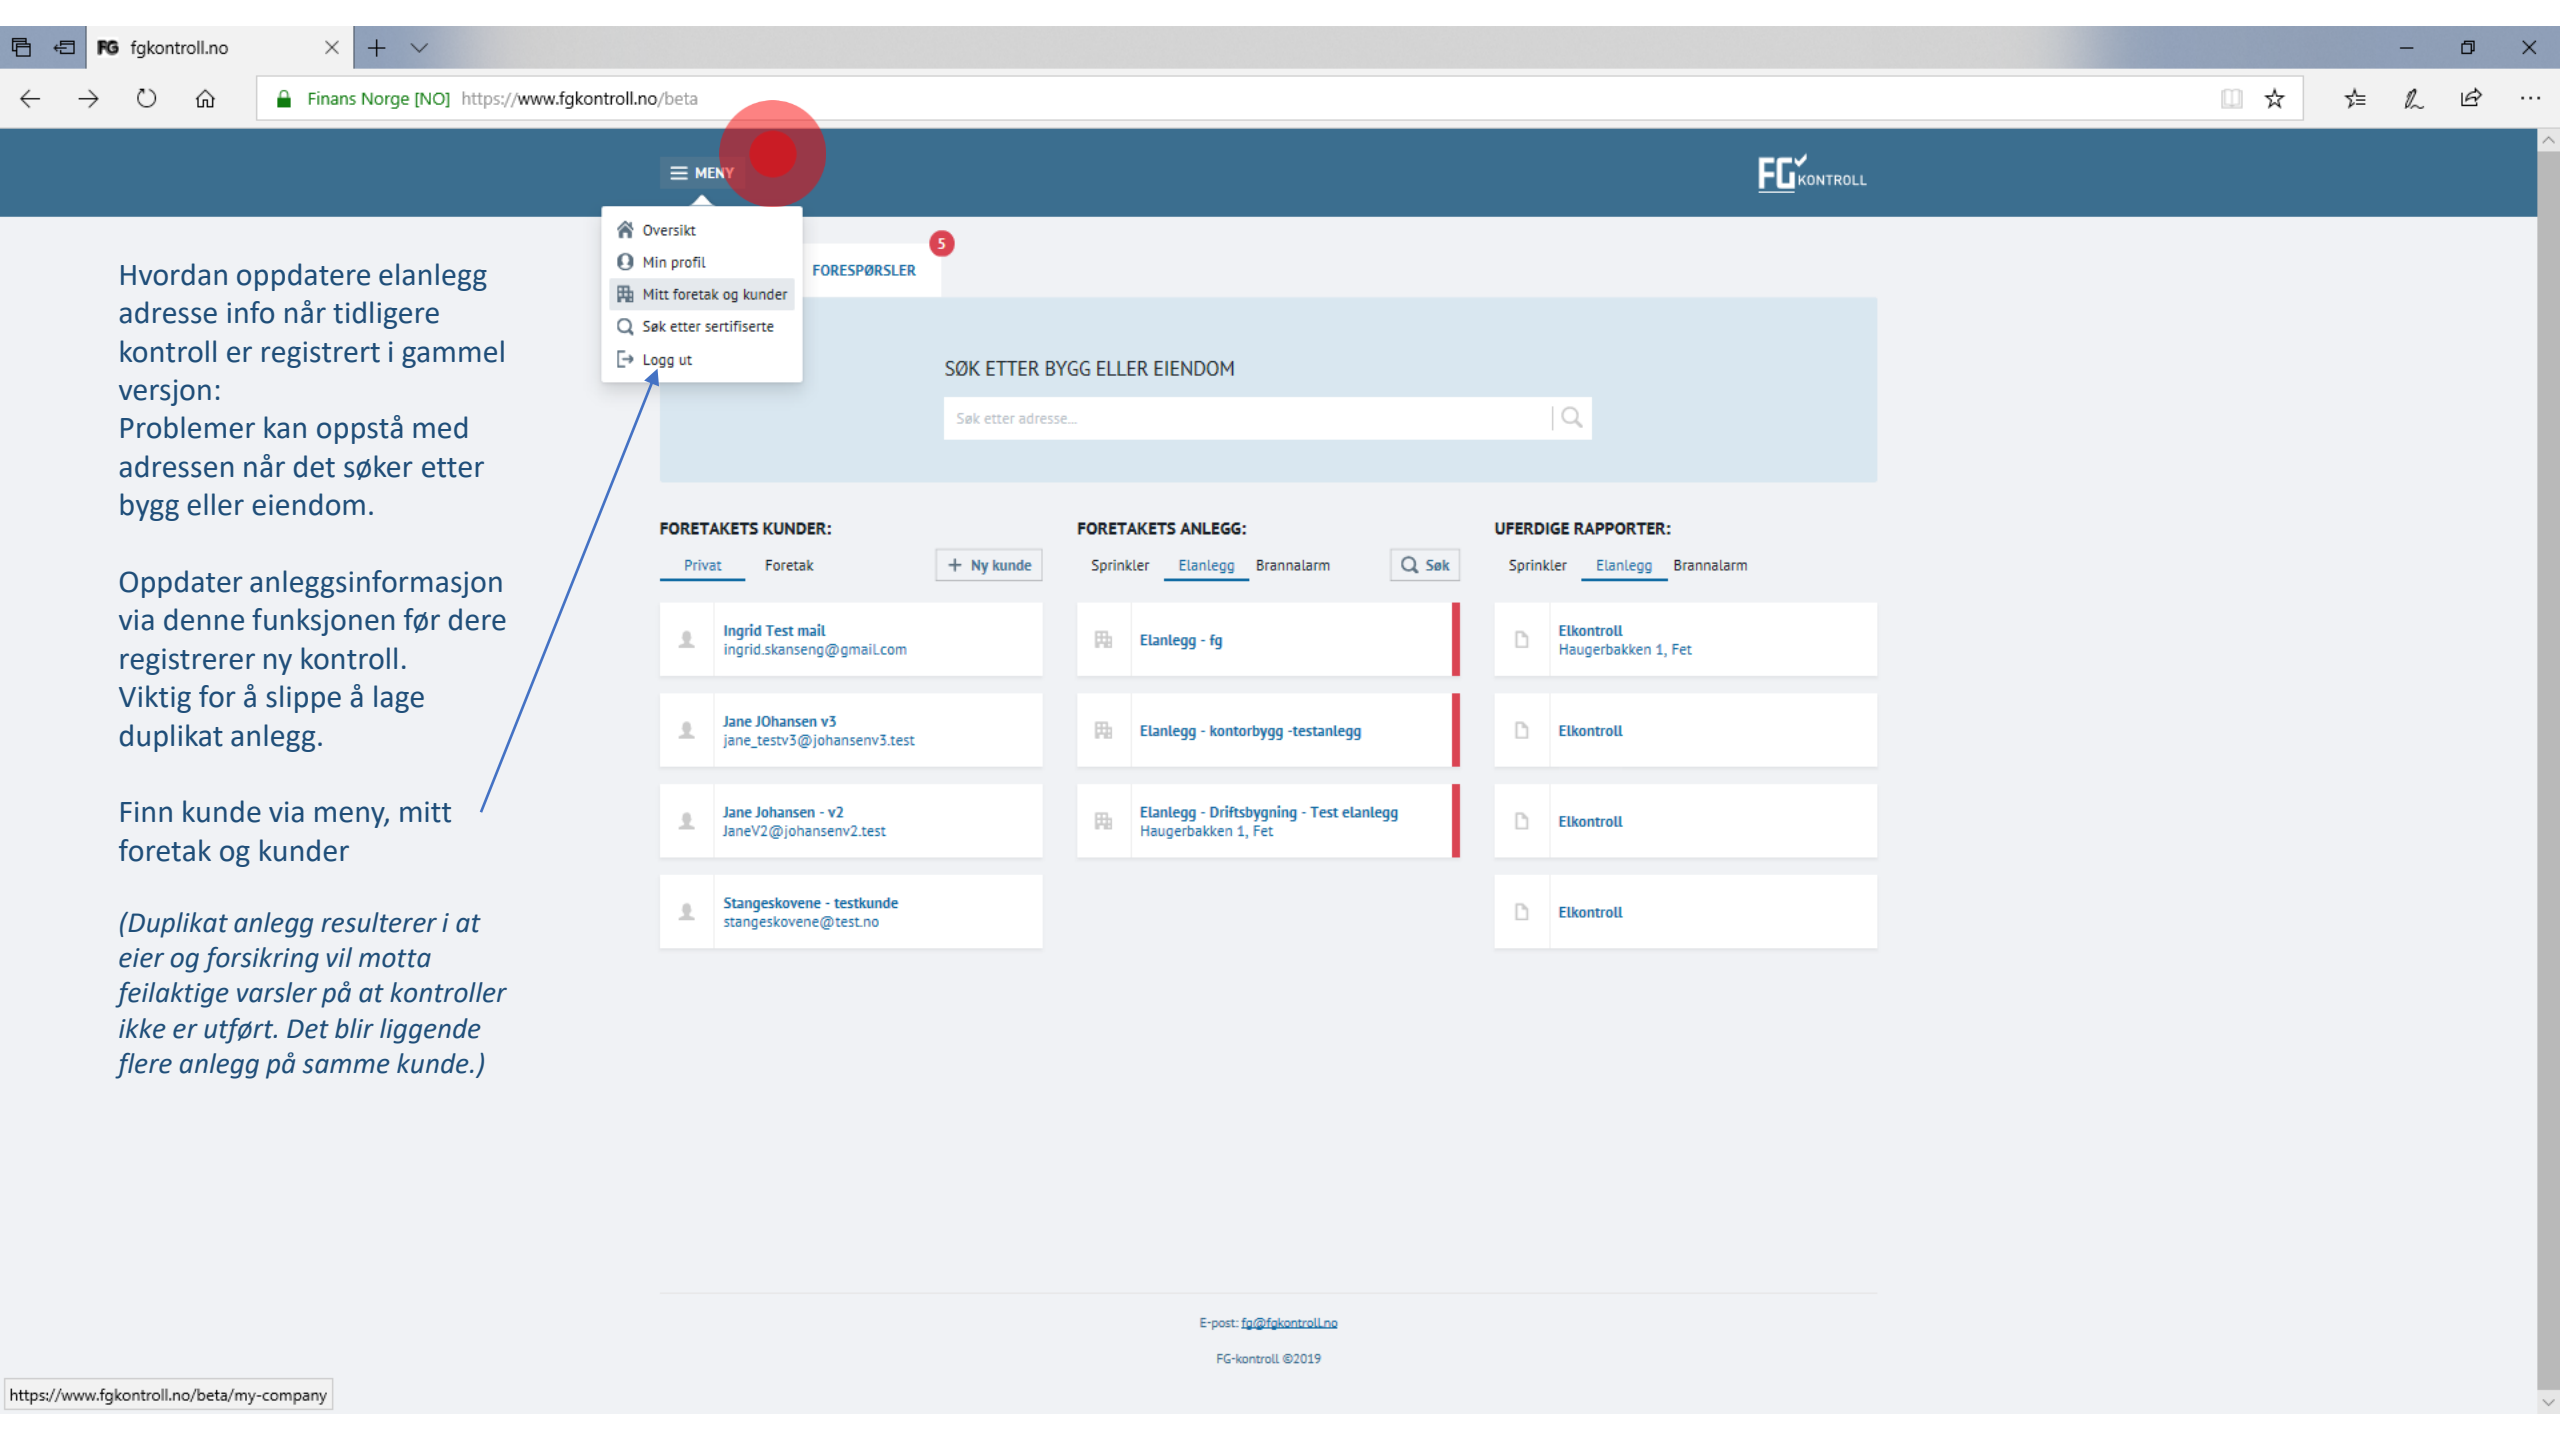 FG fgkontroll.no
Finans Norge [NO] https://www.fgkontroll.no/beta
MENY
FG KONTROLL
Oversikt
Min profil
Mitt foretak og kunder
Søk etter sertifiserte
Logg ut
FORESPØRSLER
5
Hvordan oppdatere elanlegg
adresse info når tidligere
kontroll er registrert i gammel
versjon:
Problemer kan oppstå med
adressen når det søker etter
bygg eller eiendom.
Oppdater anleggsinformasjon
via denne funksjonen før dere
registrerer ny kontroll.
Viktig for å slippe å lage
duplikat anlegg.
Finn kunde via meny, mitt
foretak og kunder
(Duplikat anlegg resulterer i at
eier og forsikring vil motta
feilaktige varsler på at kontroller
ikke er utført. Det blir liggende
flere anlegg på samme kunde.)
SØK ETTER BYGG ELLER EIENDOM
Søk etter adresse...
FORETAKETS KUNDER:
Privat Foretak + Ny kunde
Ingrid Test mail
ingrid.skanseng@gmail.com
Jane JOhansen v3
jane_testv3@johansenv3.test
Jane Johansen - v2
JaneV2@johansenv2.test
Stangeskovene - testkunde
stangeskovene@test.no
FORETAKETS ANLEGG:
Sprinkler Elanlegg Brannalarm Søk
Elanlegg - fg
Elanlegg - kontorbygg -testanlegg
Elanlegg - Driftsbygning - Test elanlegg
Haugerbakken 1, Fet
UFERDIGE RAPPORTER:
Sprinkler Elanlegg Brannalarm
Elkontroll
Haugerbakken 1, Fet
Elkontroll
Elkontroll
Elkontroll
E-post: fg@fgkontroll.no
FG-kontroll ©2019
https://www.fgkontroll.no/beta/my-company